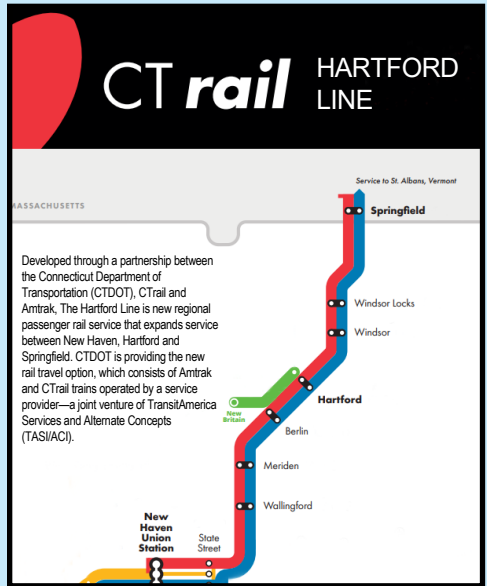 CT rail HARTFORD
LINE
Service to St. Albans, Vermont
MASSACHUSETTS
Springfield
Developed through a partnership between
the Connecticut Department of
Transportation (CTDOT), CTrail and
Amtrak, The Hartford Line is new regional
passenger rail service that expands service
between New Haven, Hartford and
Springfield. CTDOT is providing the new
rail travel option, which consists of Amtrak
and CTrail trains operated by a service
provider—a joint venture of TransitAmerica
Services and Alternate Concepts
(TASI/ACI).
Windsor Locks
Windsor
Hartford
New
Britain
Berlin
Meriden
Wallingford
New
Haven
Union
Station
State
Street